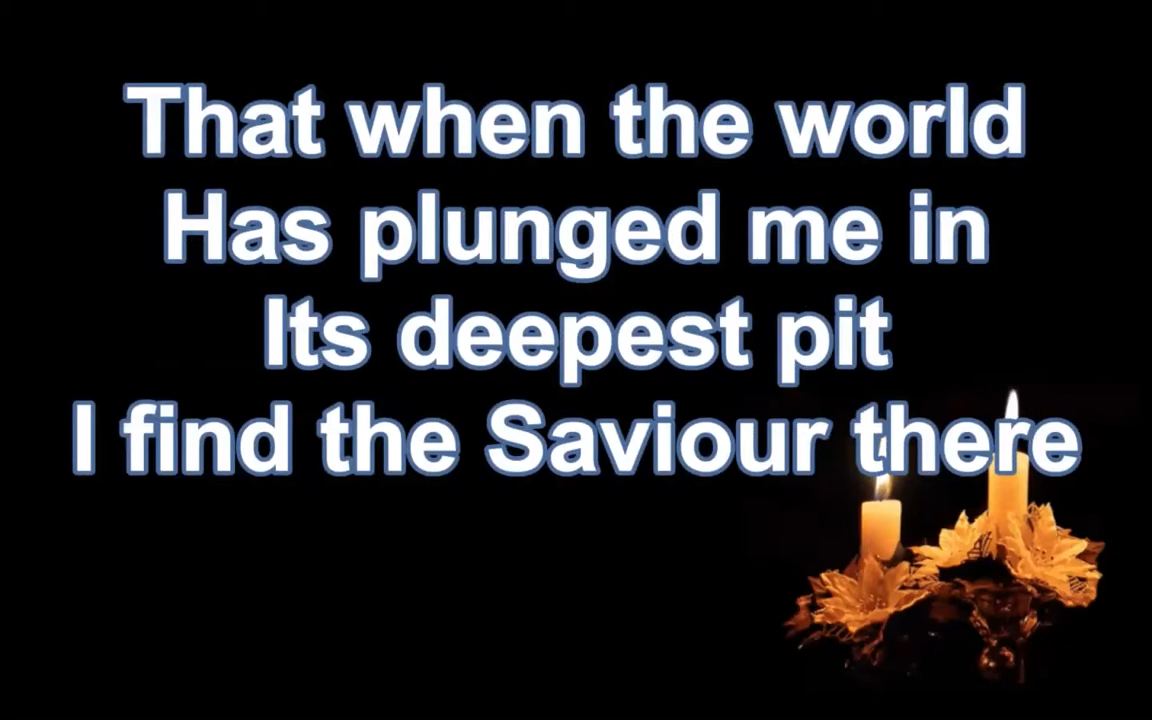 That when the world
Has plunged me in
Its deepest pit
I find the Saviour there